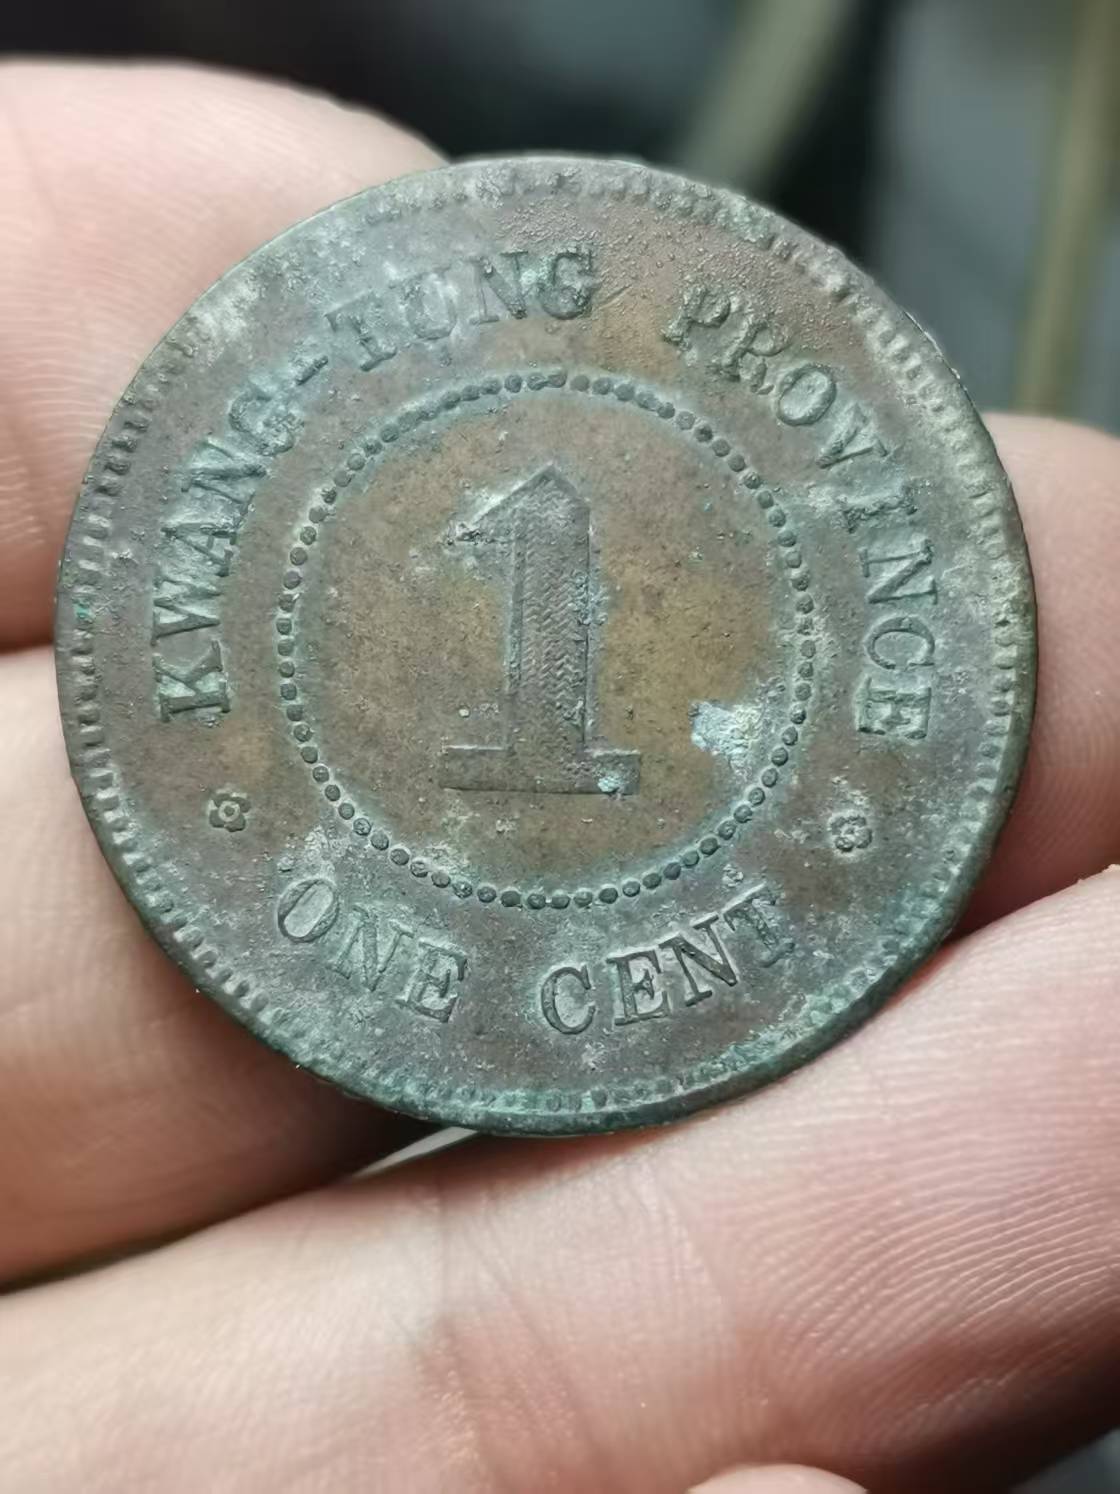 KWANG-TUNG PROVINCE
1
ONE CENT